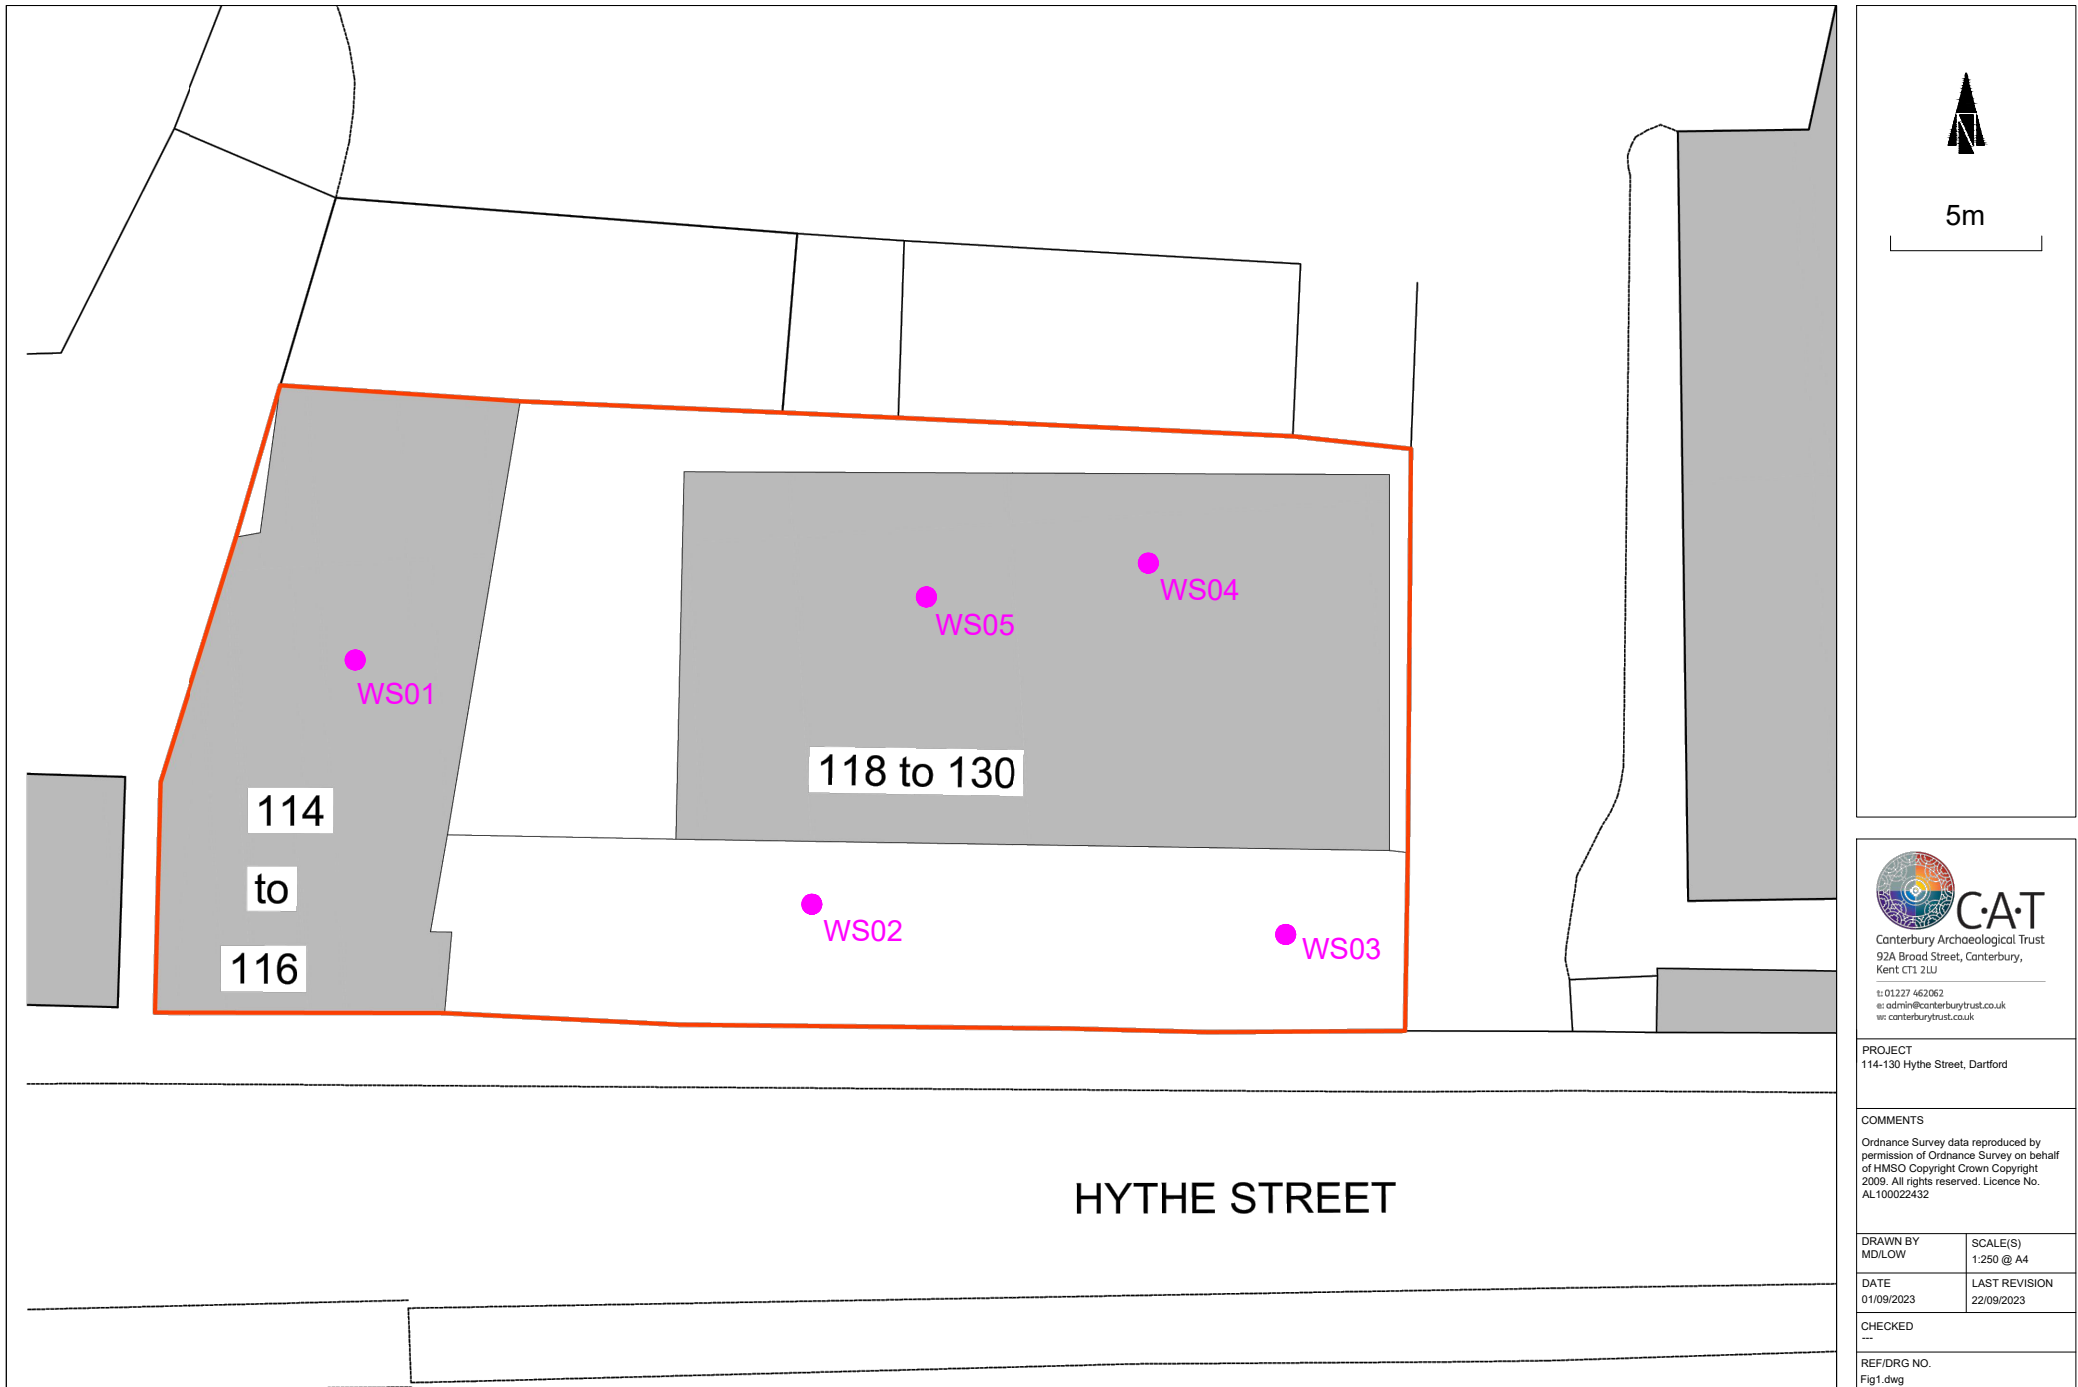 WS04
WS05
WS01
118 to 130
114
to
116
WS02
WS03
HYTHE STREET
N
5m
C·A·T
Canterbury Archaeological Trust
92A Broad Street, Canterbury,
Kent CT1 2LU
t: 01227 462062
e: admin@canterburytrust.co.uk
w: canterburytrust.co.uk
PROJECT
114-130 Hythe Street, Dartford
COMMENTS
Ordnance Survey data reproduced by
permission of Ordnance Survey on behalf
of HMSO Copyright Crown Copyright
2009. All rights reserved. Licence No.
AL100022432
DRAWN BY
MD/LOW
SCALE(S)
1:250 @ A4
DATE
01/09/2023
LAST REVISION
22/09/2023
CHECKED
---
REF/DRG NO.
Fig1.dwg